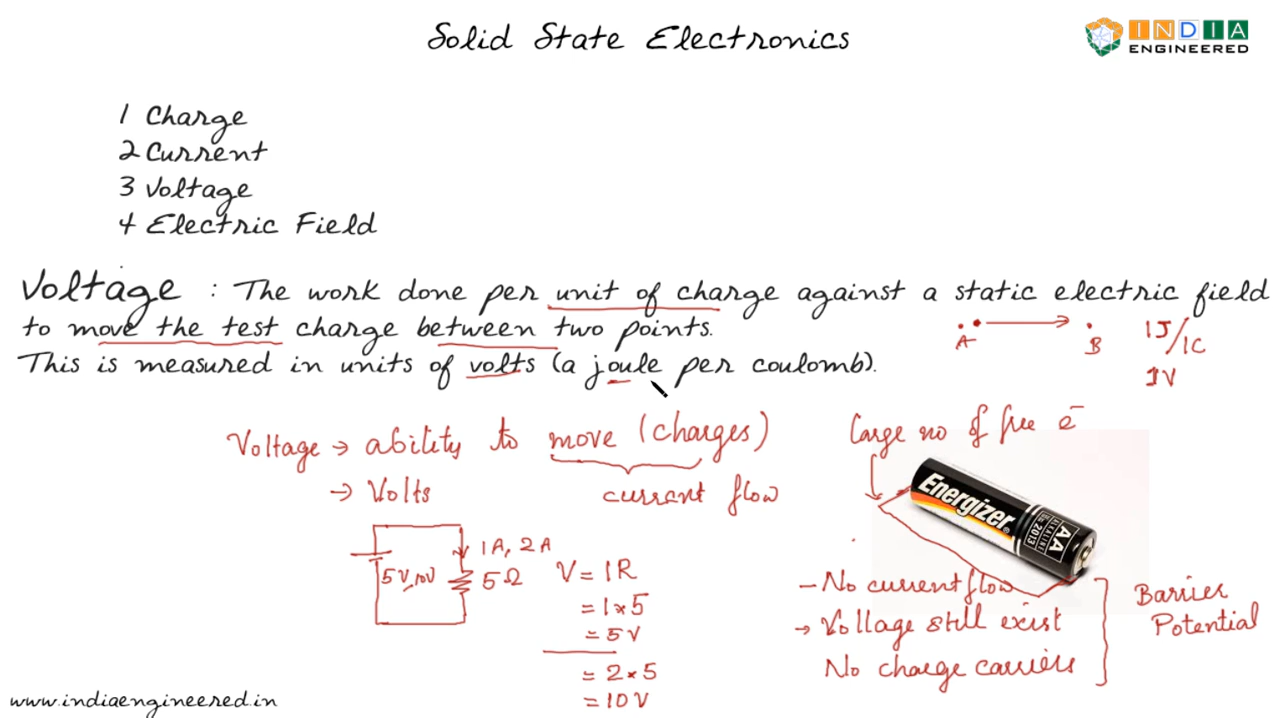 Solid State Electronics
INDIA
ENGINEERED
1 Charge
2 Current
3 Voltage
4 Electric Field
Voltage : The work done per unit of charge against a static electric field
to move the test charge between two points.
This is measured in units of volts (a joule per coulomb).
A B 1J/1C
1V
Voltage → ability to move (charges)
→ Volts current flow
Large no of free e⁻
Energizer
AA
ALKALINE
2013
1A, 2A
5V, 10V 5Ω
V = IR
= 1 × 5
= 5V
= 2 × 5
= 10V
– No current flow
→ Voltage still exist
No charge carriers
Barrier
Potential
www.indiaengineered.in